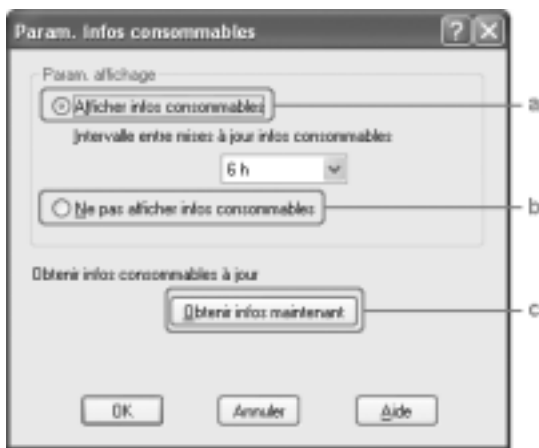 Param. Infos consommables
Param. affichage
Afficher infos consommables
a
Intervalle entre mises à jour infos consommables
6 h
Ne pas afficher infos consommables
b
Obtenir infos consommables à jour
Obtenir infos maintenant
c
OK
Annuler
Aide